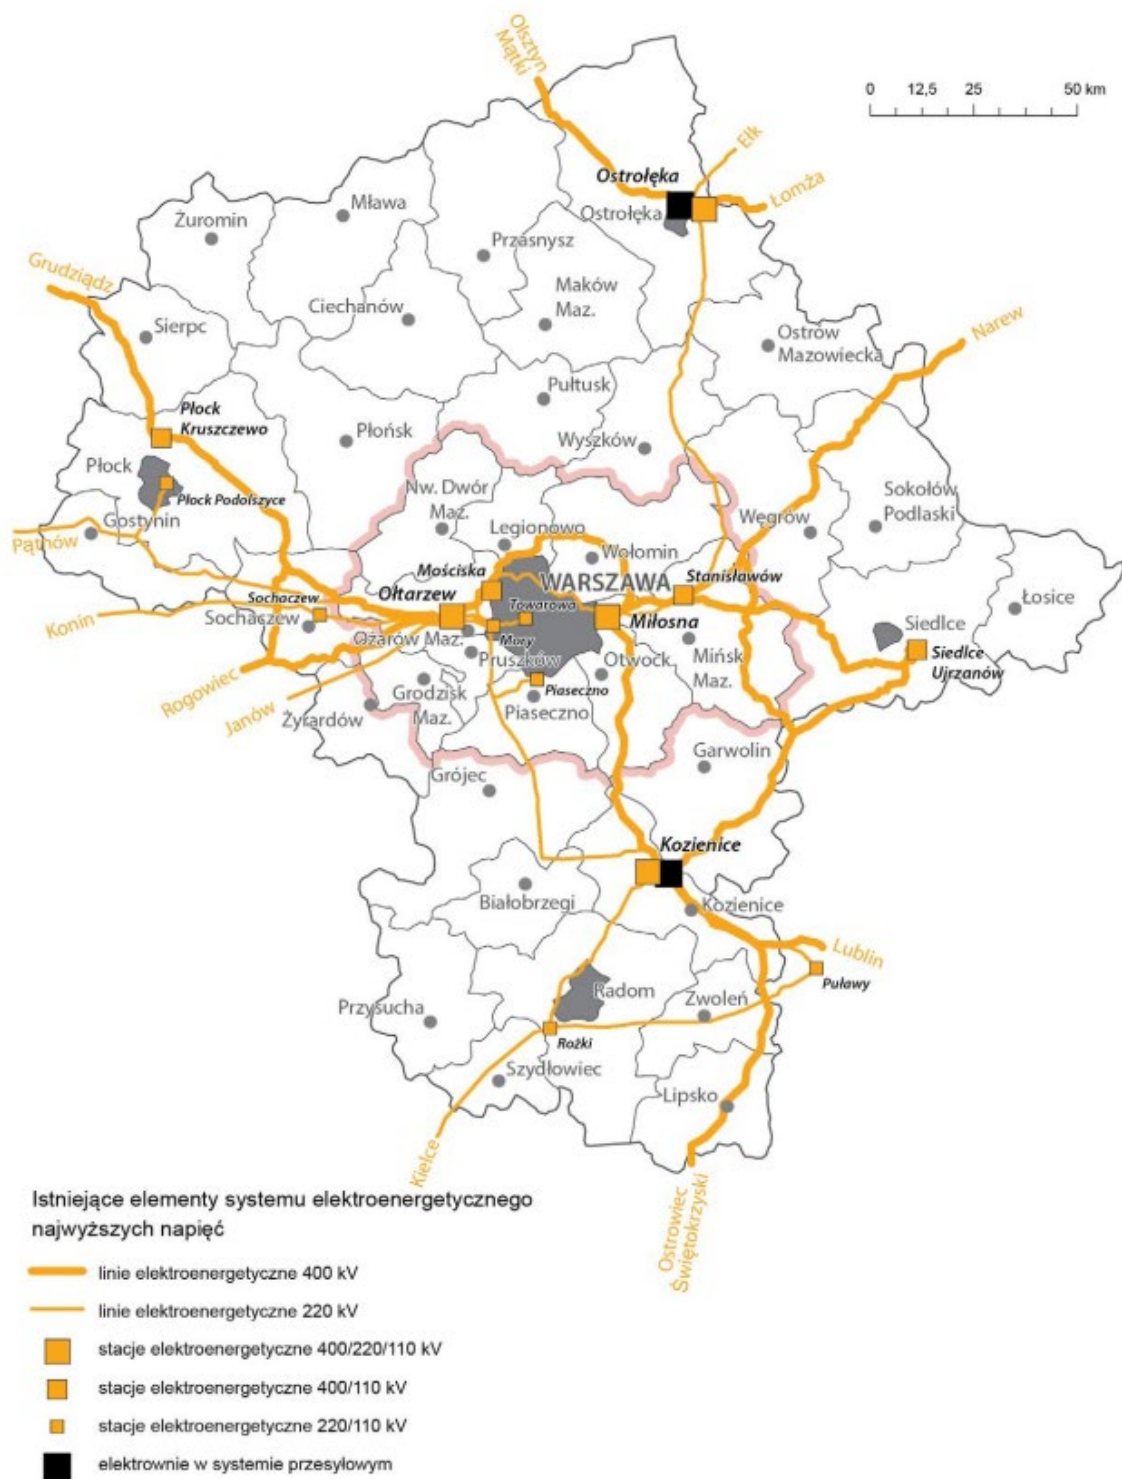 Olsztyn
Mątki
0 12,5 25 50 km
Ełk
Ostrołęka
Łomża
Ostrołęka
Mława
Żuromin
Przasnysz
Grudziądz
Maków
Maz.
Ciechanów
Sierpc
Ostrów
Mazowiecka
Narew
Pułtusk
Płock
Kruszczewo
Płońsk
Wyszków
Płock
Płock Podolszyce
Nw. Dwór
Maz.
Sokołów
Podlaski
Gostynin
Węgrów
Legionowo
Pątnów
Wołomin
Mościska
WARSZAWA
Stanisławów
Ołtarzew
Sochaczew
Towarowa
Łosice
Konin
Sochaczew
Miłosna
Siedlce
Ożarów Maz.
Mory
Pruszków
Otwock
Mińsk
Maz.
Siedlce
Ujrzanów
Rogowiec
Grodzisk
Maz.
Piaseczno
Piaseczno
Janów
Żyrardów
Garwolin
Grójec
Kozienice
Białobrzegi
Kozienice
Lublin
Puławy
Radom
Zwoleń
Przysucha
Rożki
Szydłowiec
Lipsko
Kielce
Ostrowiec
Świętokrzyski
Istniejące elementy systemu elektroenergetycznego
najwyższych napięć
linie elektroenergetyczne 400 kV
linie elektroenergetyczne 220 kV
stacje elektroenergetyczne 400/220/110 kV
stacje elektroenergetyczne 400/110 kV
stacje elektroenergetyczne 220/110 kV
elektrownie w systemie przesyłowym